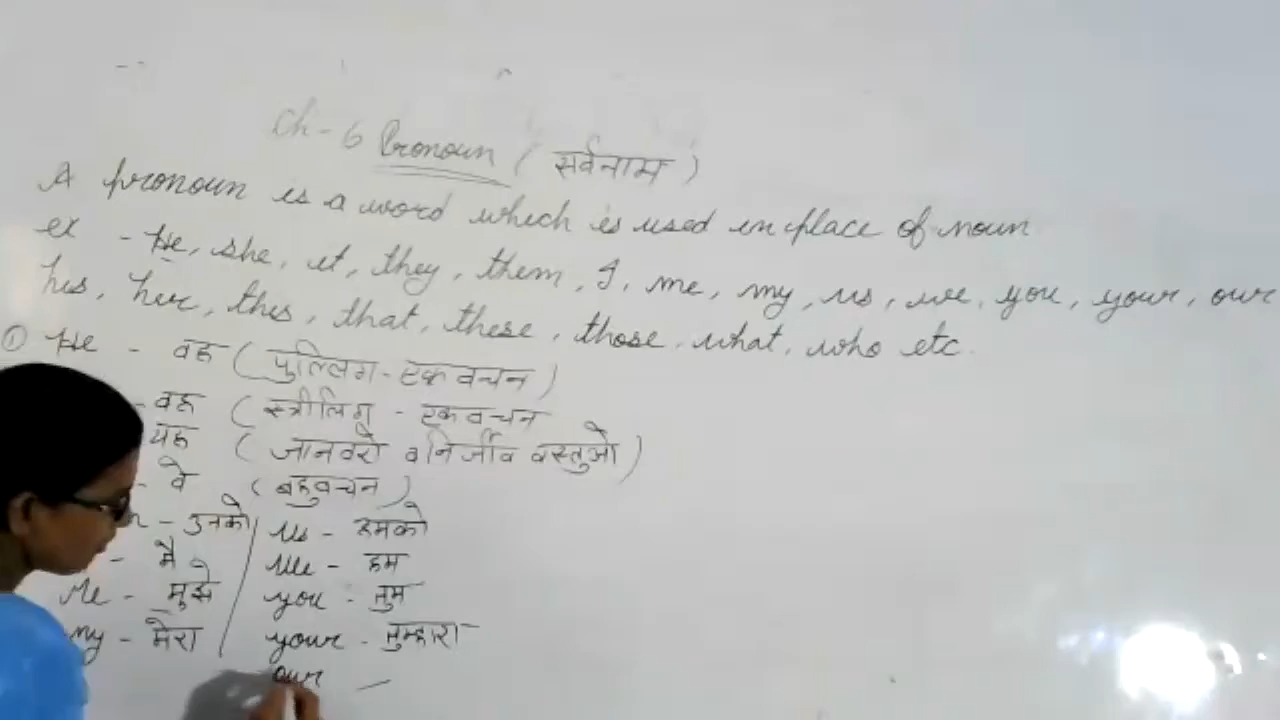 Ch-6 Pronoun (सर्वनाम)
A pronoun is a word which is used in place of noun
ex - He, she, it, they, them, I, me, my, us, we, you, your, our
his, her, this, that, these, those, what, who etc.
① He - वह (पुल्लिग-एकवचन)
- वह (स्त्रीलिग - एकवचन
यह (जानवरो व निर्जीव वस्तुओ)
- वे (बहुवचन)
- उनको
- मै
Me - मुझे
my - मेरा
us - हमको
we - हम
you - तुम
your - तुम्हारा
our -